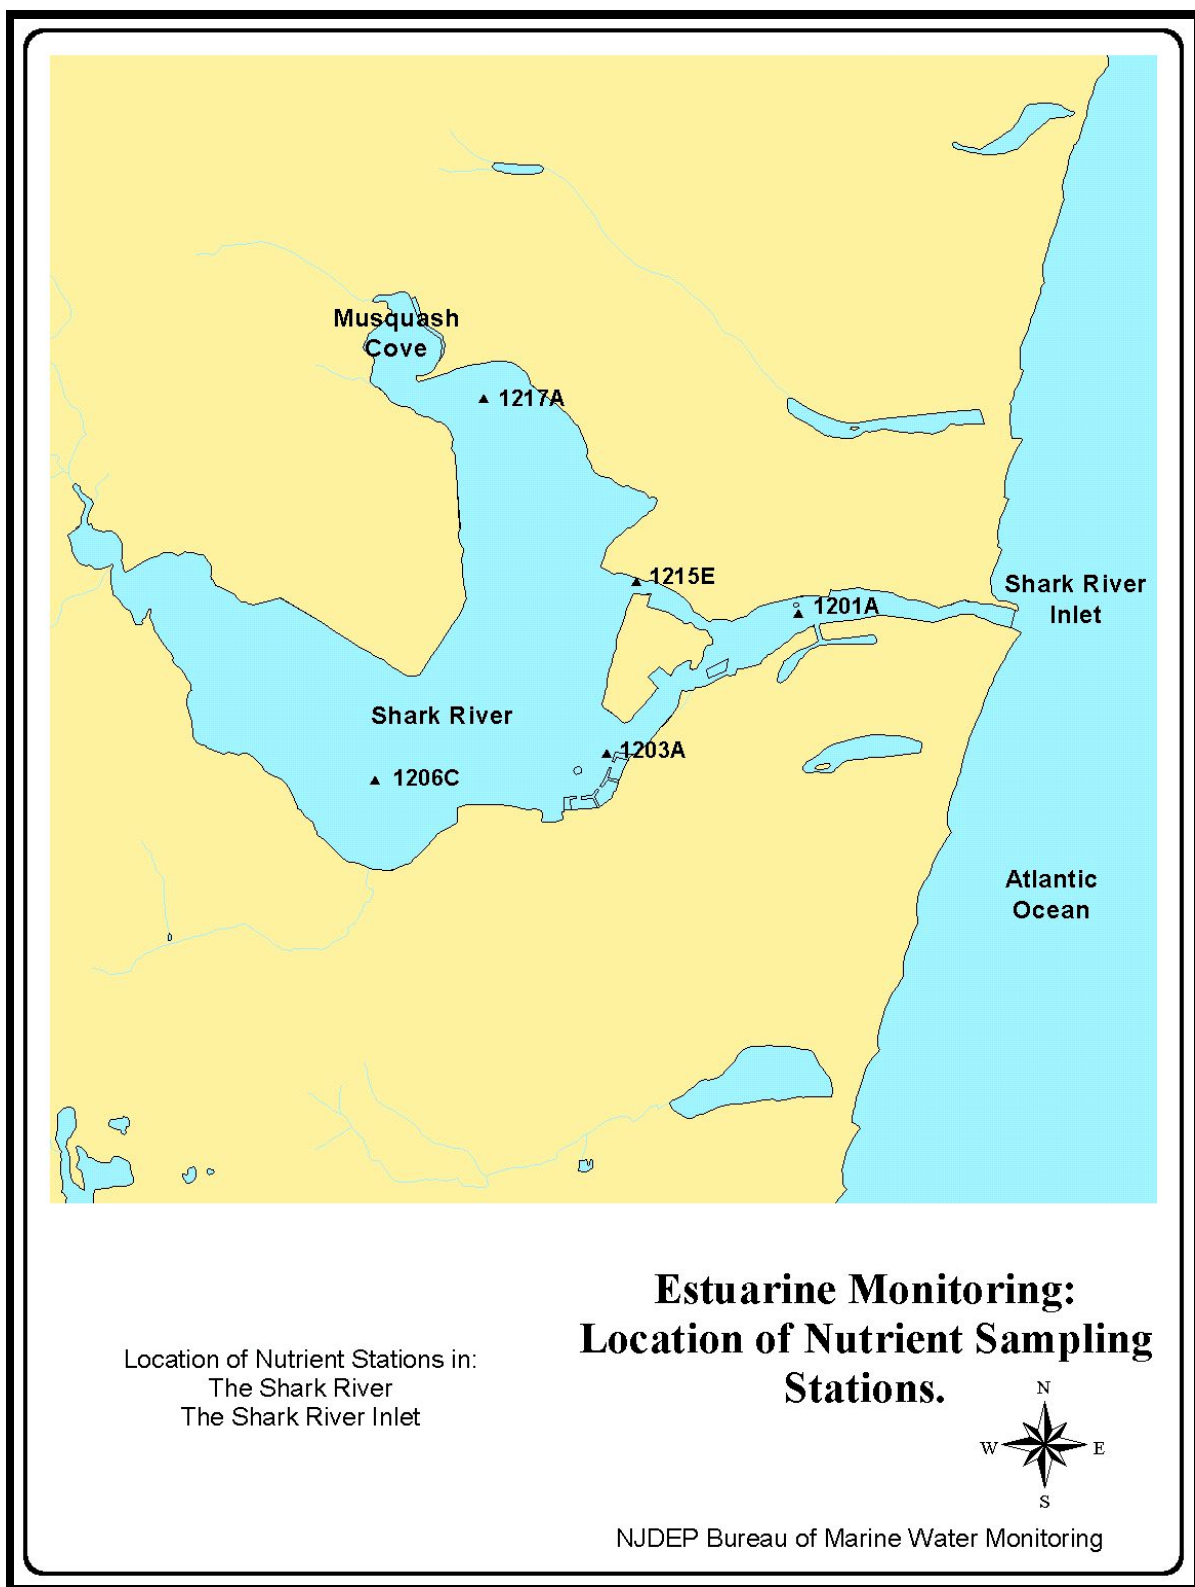 Musquash
Cove
1217A
1215E
Shark River
Inlet
1201A
Shark River
1203A
1206C
Atlantic
Ocean
Estuarine Monitoring:
Location of Nutrient Sampling
Stations.
Location of Nutrient Stations in:
The Shark River
The Shark River Inlet
N
W
E
S
NJDEP Bureau of Marine Water Monitoring